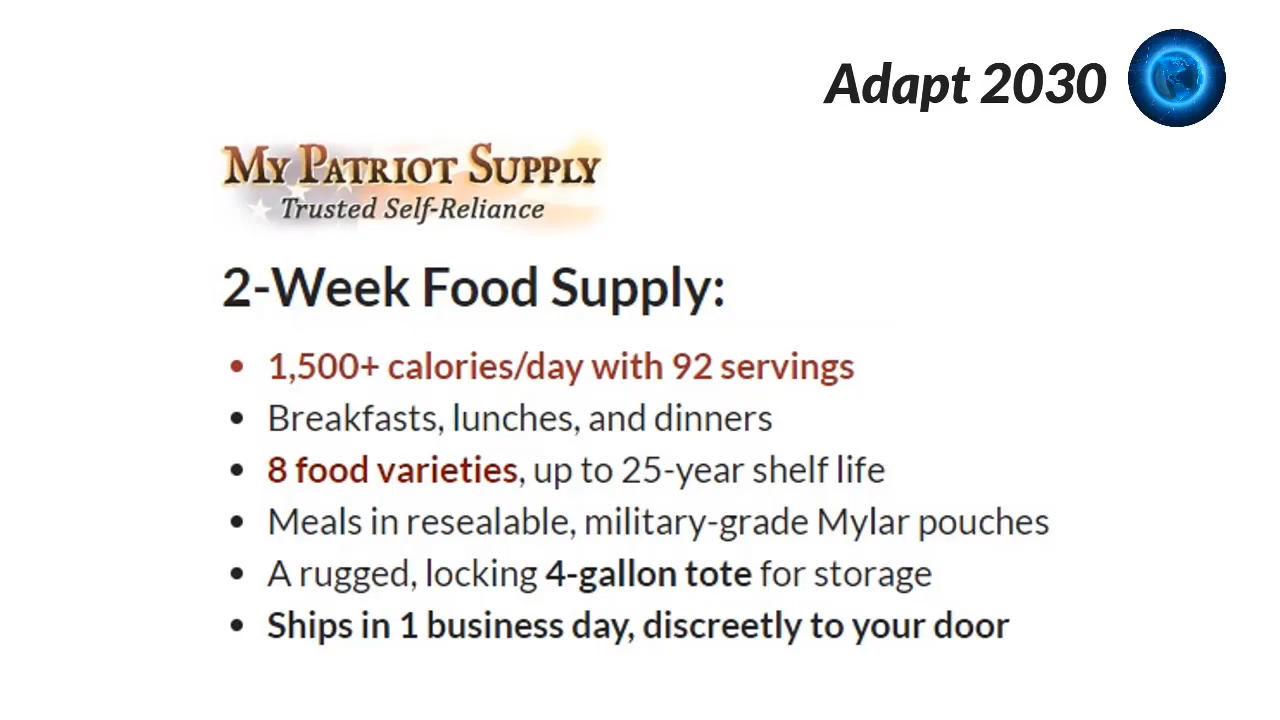 Adapt 2030
My Patriot Supply
Trusted Self-Reliance
2-Week Food Supply:
• 1,500+ calories/day with 92 servings
• Breakfasts, lunches, and dinners
• 8 food varieties, up to 25-year shelf life
• Meals in resealable, military-grade Mylar pouches
• A rugged, locking 4-gallon tote for storage
• Ships in 1 business day, discreetly to your door